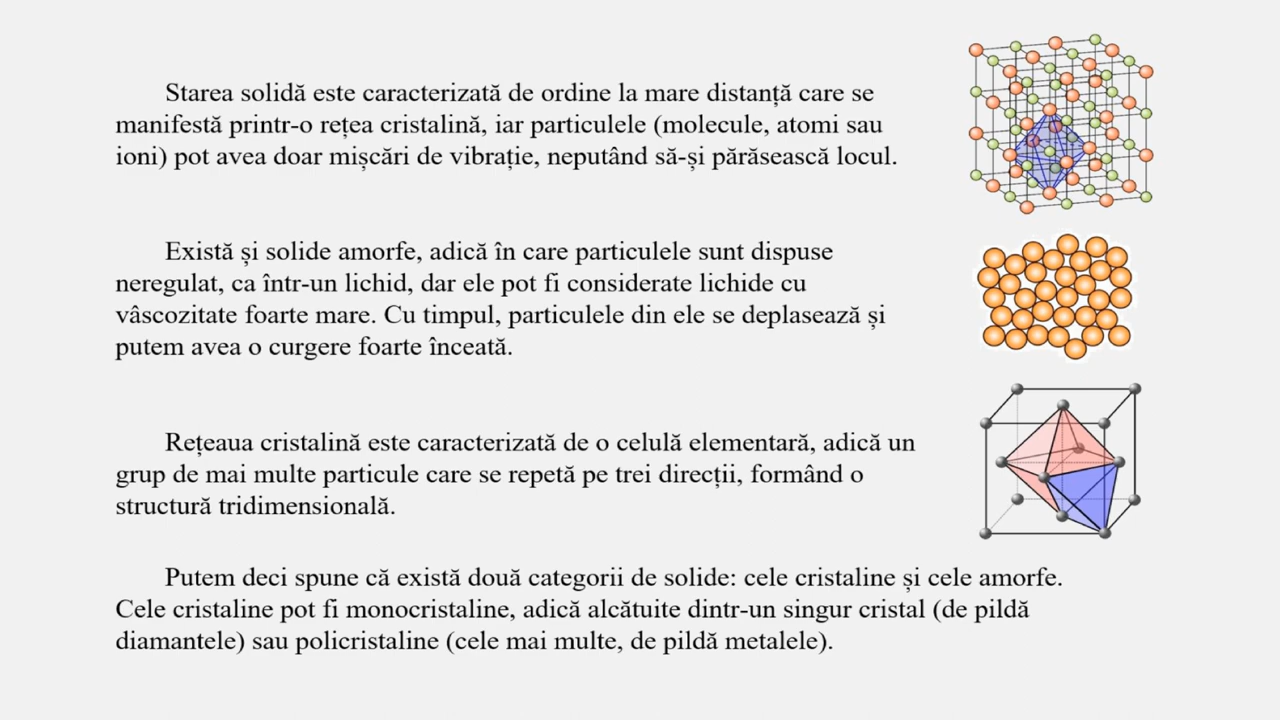 Starea solidă este caracterizată de ordine la mare distanță care se
manifestă printr-o rețea cristalină, iar particulele (molecule, atomi sau
ioni) pot avea doar mișcări de vibrație, neputând să-și părăsească locul.
Există și solide amorfe, adică în care particulele sunt dispuse
neregulat, ca într-un lichid, dar ele pot fi considerate lichide cu
vâscozitate foarte mare. Cu timpul, particulele din ele se deplasează și
putem avea o curgere foarte înceată.
Rețeaua cristalină este caracterizată de o celulă elementară, adică un
grup de mai multe particule care se repetă pe trei direcții, formând o
structură tridimensională.
Putem deci spune că există două categorii de solide: cele cristaline și cele amorfe.
Cele cristaline pot fi monocristaline, adică alcătuite dintr-un singur cristal (de pildă
diamantele) sau policristaline (cele mai multe, de pildă metalele).